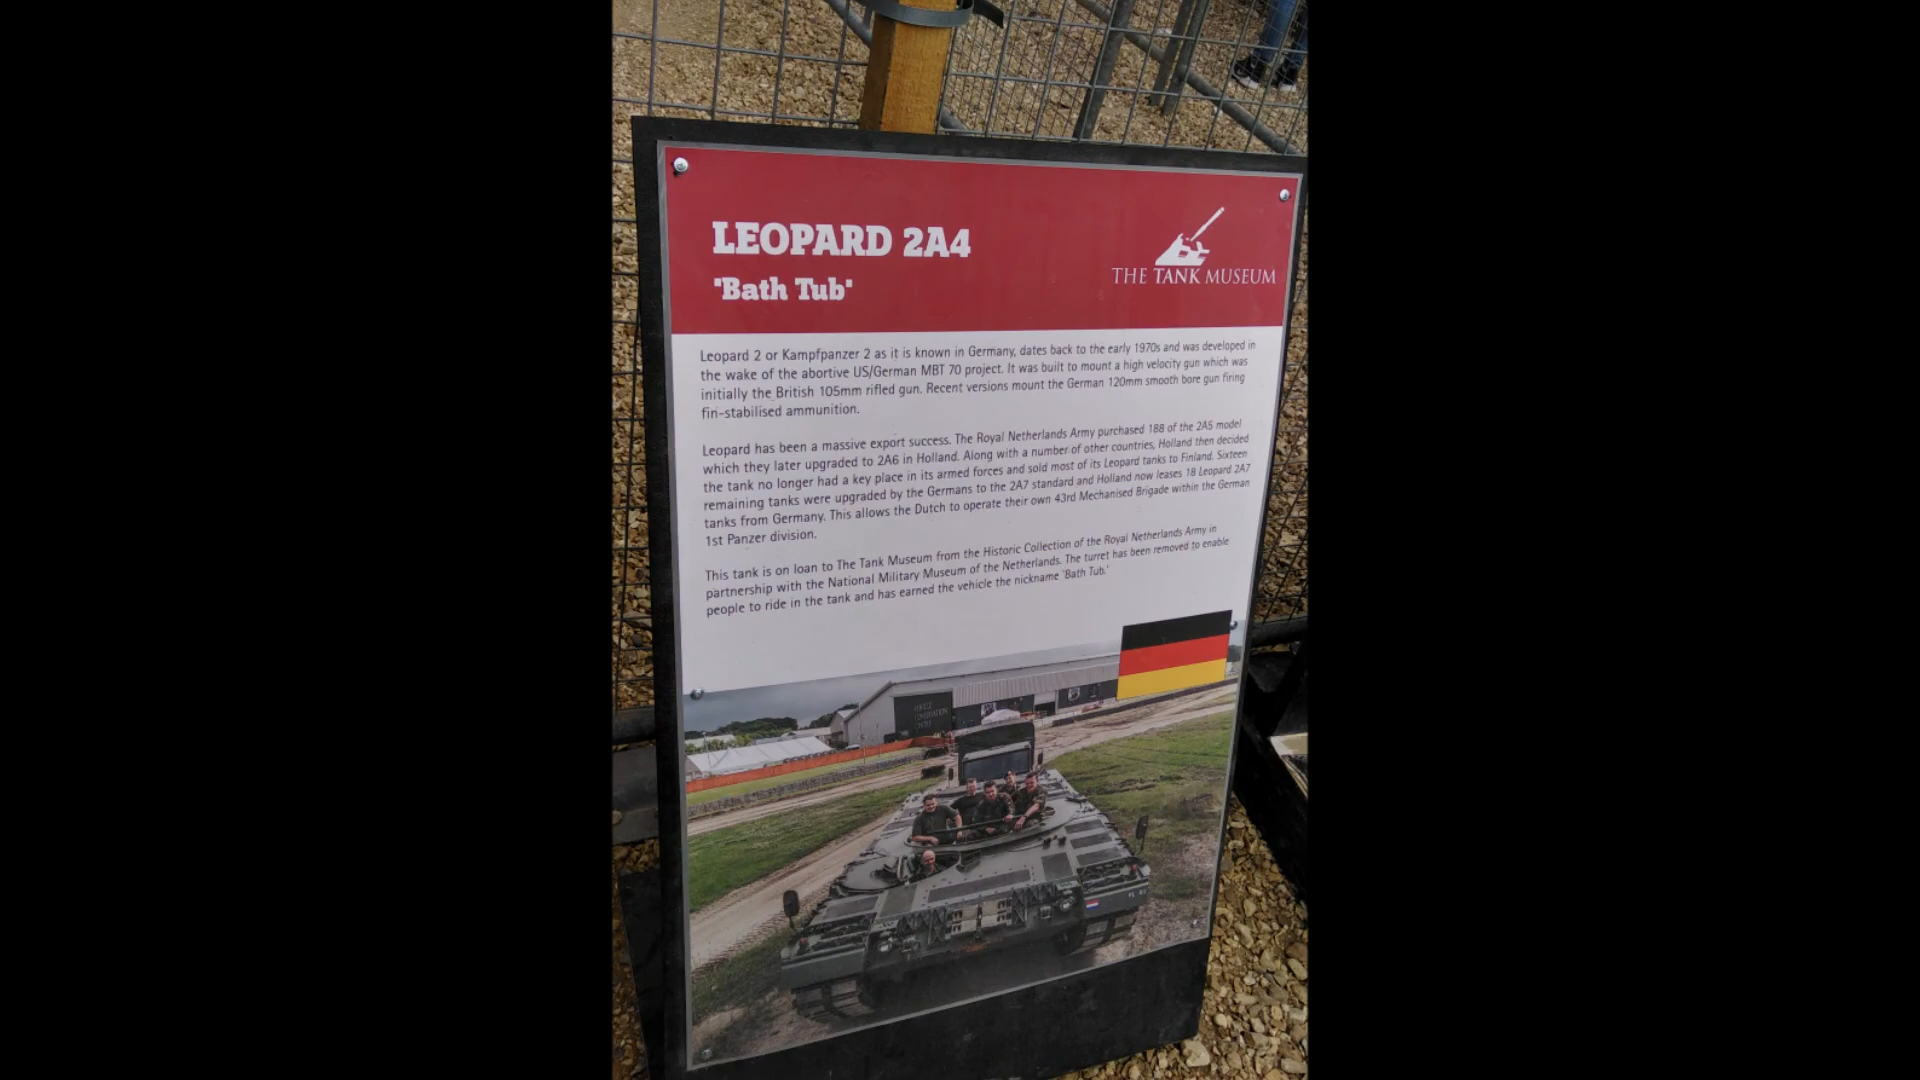 LEOPARD 2A4
'Bath Tub'
THE TANK MUSEUM
Leopard 2 or Kampfpanzer 2 as it is known in Germany, dates back to the early 1970s and was developed in
the wake of the abortive US/German MBT 70 project. It was built to mount a high velocity gun which was
initially the British 105mm rifled gun. Recent versions mount the German 120mm smooth bore gun firing
fin-stabilised ammunition.
Leopard has been a massive export success. The Royal Netherlands Army purchased 188 of the 2A5 model
which they later upgraded to 2A6 in Holland. Along with a number of other countries, Holland then decided
the tank no longer had a key place in its armed forces and sold most of its Leopard tanks to Finland. Sixteen
remaining tanks were upgraded by the Germans to the 2A7 standard and Holland now leases 18 Leopard 2A7
tanks from Germany. This allows the Dutch to operate their own 43rd Mechanised Brigade within the German
1st Panzer division.
This tank is on loan to The Tank Museum from the Historic Collection of the Royal Netherlands Army in
partnership with the National Military Museum of the Netherlands. The turret has been removed to enable
people to ride in the tank and has earned the vehicle the nickname 'Bath Tub.'